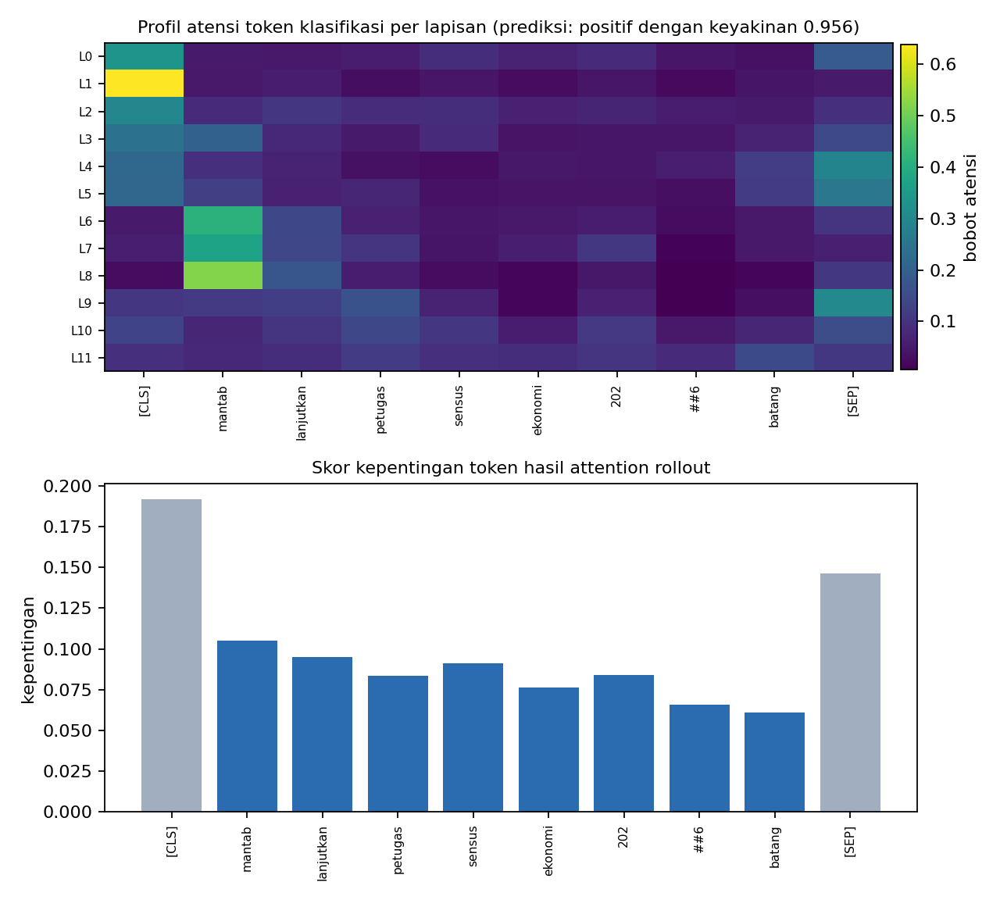 Profil atensi token klasifikasi per lapisan (prediksi: positif dengan keyakinan 0.956)
L0
L1
L2
L3
L4
L5
L6
L7
L8
L9
L10
L11
[CLS]
mantab
lanjutkan
petugas
sensus
ekonomi
202
##6
batang
[SEP]
0.6
0.5
0.4
0.3
0.2
0.1
bobot atensi
Skor kepentingan token hasil attention rollout
kepentingan
0.200
0.175
0.150
0.125
0.100
0.075
0.050
0.025
0.000
[CLS]
mantab
lanjutkan
petugas
sensus
ekonomi
202
##6
batang
[SEP]